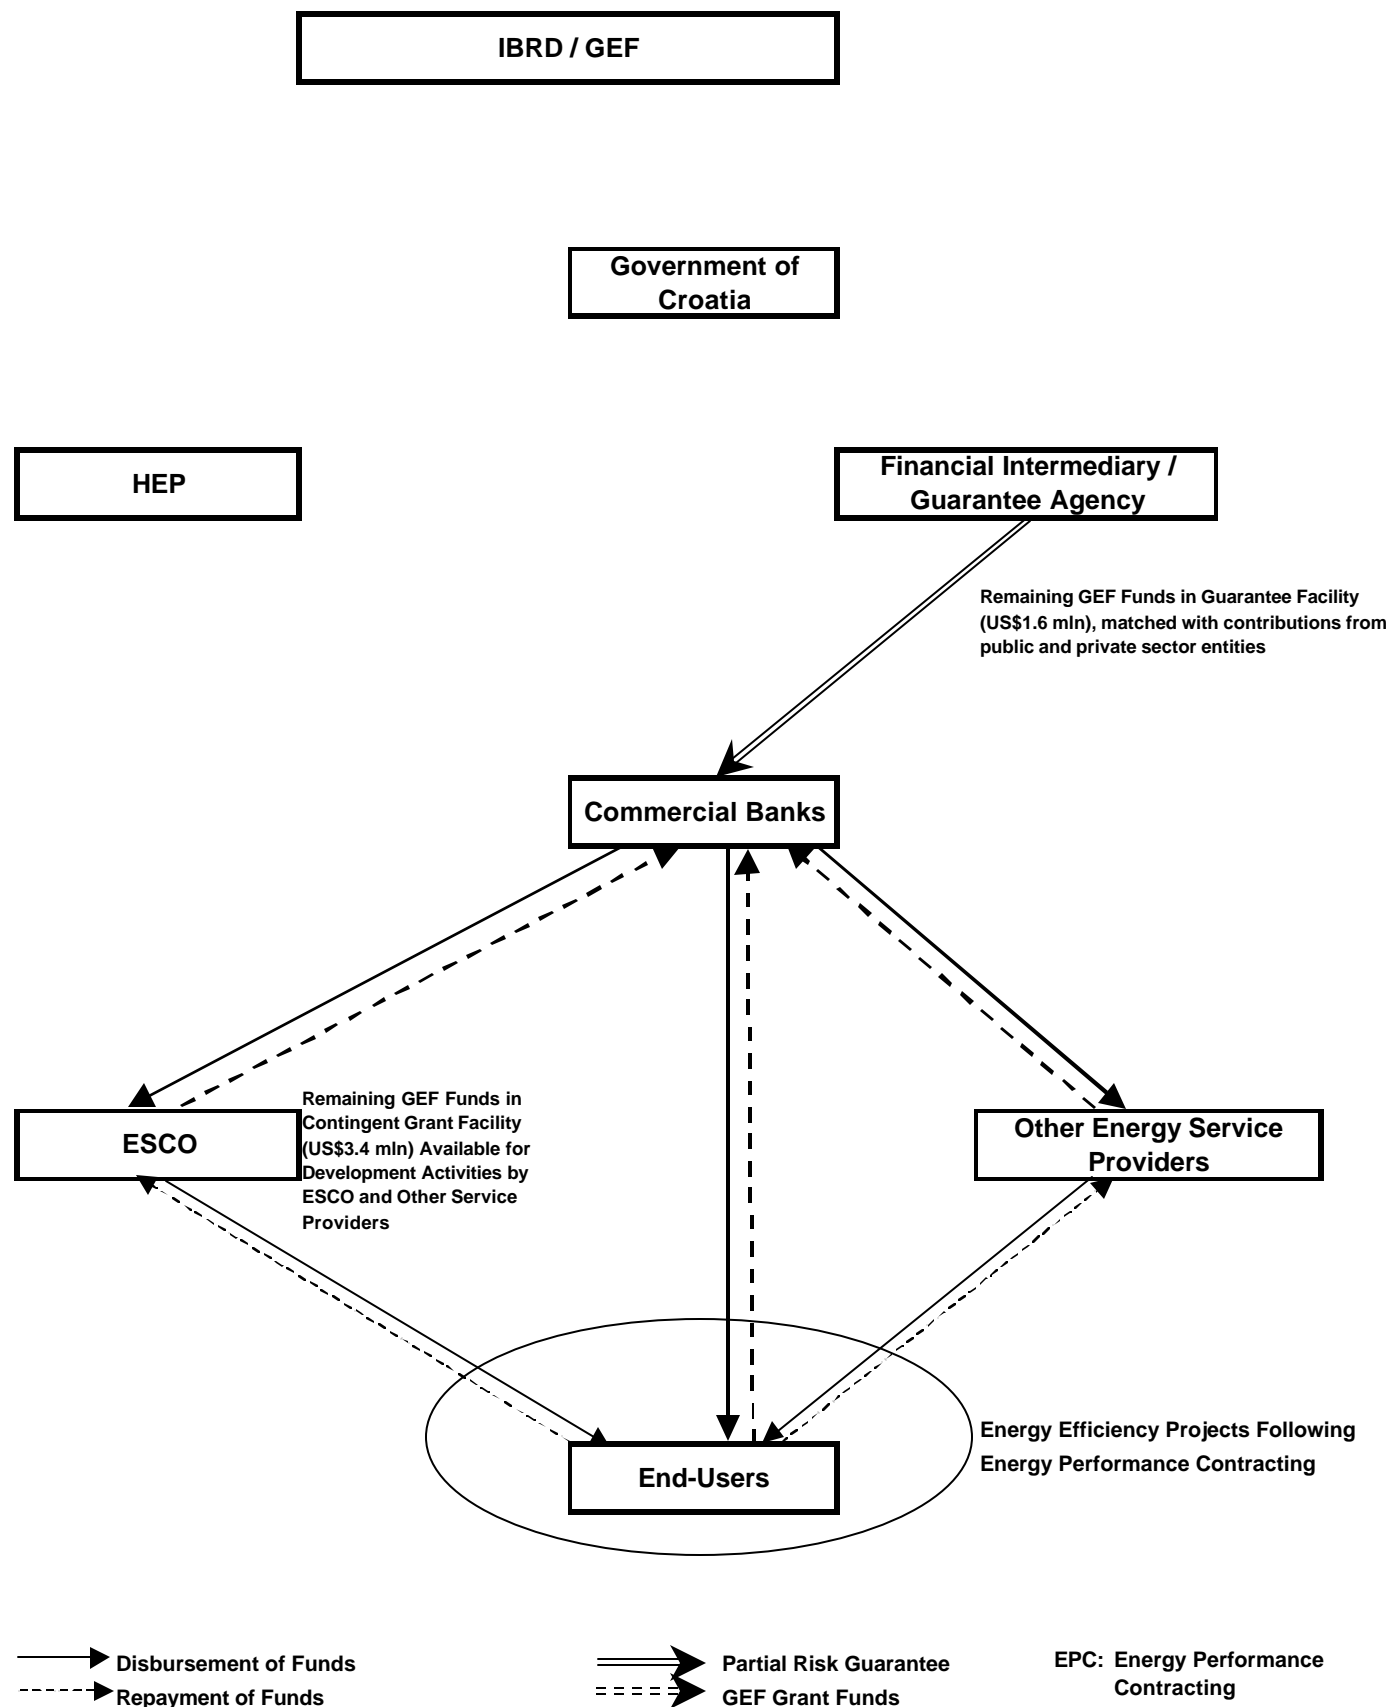 IBRD / GEF
Government of
Croatia
HEP
Financial Intermediary /
Guarantee Agency
Remaining GEF Funds in Guarantee Facility
(US$1.6 mln), matched with contributions from
public and private sector entities
Commercial Banks
ESCO
Remaining GEF Funds in
Contingent Grant Facility
(US$3.4 mln) Available for
Development Activities by
ESCO and Other Service
Providers
Other Energy Service
Providers
Energy Efficiency Projects Following
Energy Performance Contracting
End-Users
Disbursement of Funds
Repayment of Funds
Partial Risk Guarantee
GEF Grant Funds
EPC: Energy Performance
Contracting